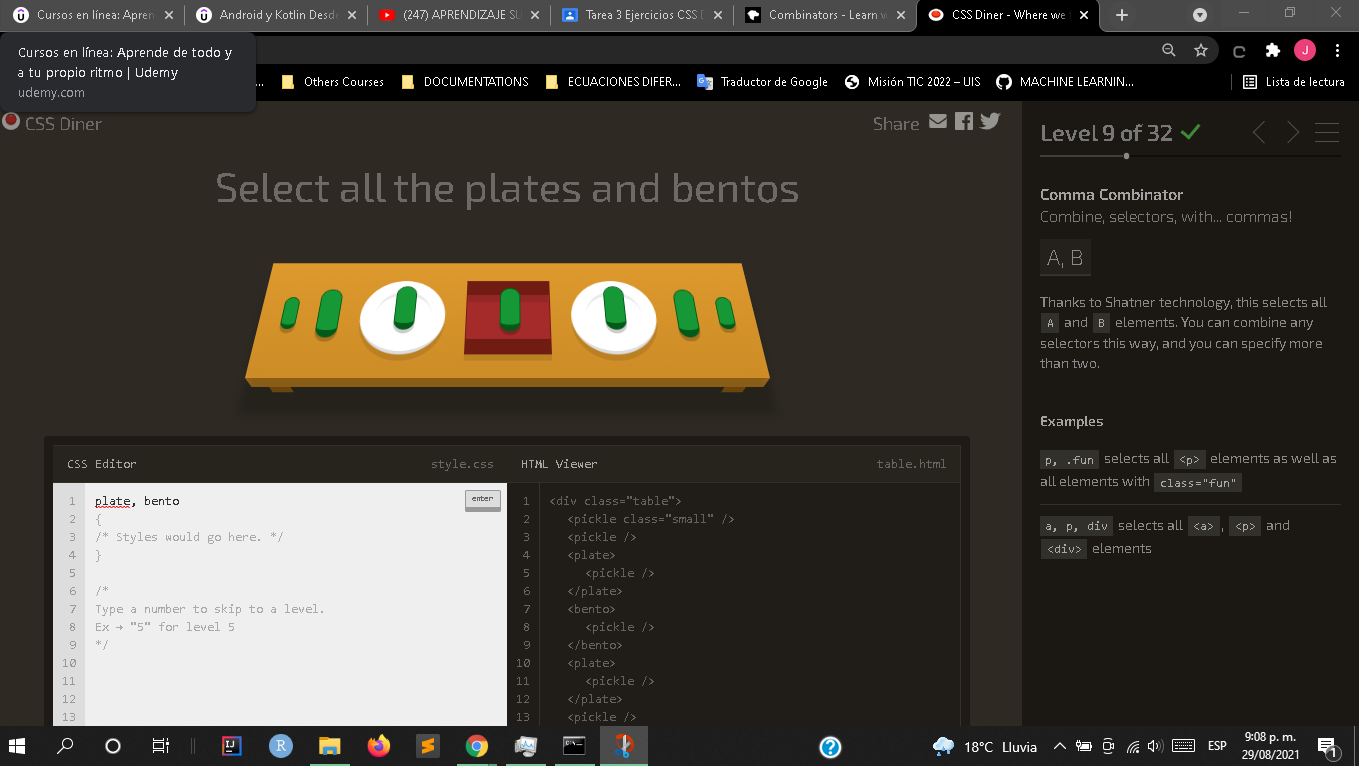 Cursos en línea: Apren
Android y Kotlin Desde
(247) APRENDIZAJE SU
Tarea 3 Ejercicios CSS D
Combinators - Learn w
CSS Diner - Where we f
Cursos en línea: Aprende de todo y
a tu propio ritmo | Udemy
udemy.com
J
... Others Courses DOCUMENTATIONS ECUACIONES DIFER... Traductor de Google Misión TIC 2022 – UIS MACHINE LEARNIN... Lista de lectura
CSS Diner
Share
Select all the plates and bentos
CSS Editor style.css
1 plate, bento
enter
2 {
3 /* Styles would go here. */
4 }
5
6 /*
7 Type a number to skip to a level.
8 Ex → "5" for level 5
9 */
10
11
12
13
HTML Viewer table.html
1 <div class="table">
2 <pickle class="small" />
3 <pickle />
4 <plate>
5 <pickle />
6 </plate>
7 <bento>
8 <pickle />
9 </bento>
10 <plate>
11 <pickle />
12 </plate>
13 <pickle />
Level 9 of 32
Comma Combinator
Combine, selectors, with... commas!
A, B
Thanks to Shatner technology, this selects all
A and B elements. You can combine any
selectors this way, and you can specify more
than two.
Examples
p, .fun selects all <p> elements as well as
all elements with class="fun"
a, p, div selects all <a>, <p> and
<div> elements
IJ
R
18°C Lluvia
ESP
9:08 p. m.
29/08/2021
1